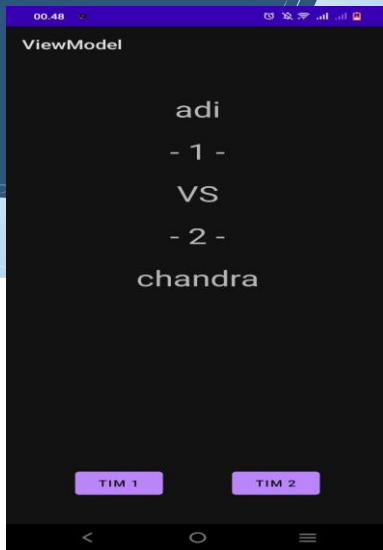 00.48
ViewModel
adi
- 1 -
VS
- 2 -
chandra
TIM 1
TIM 2